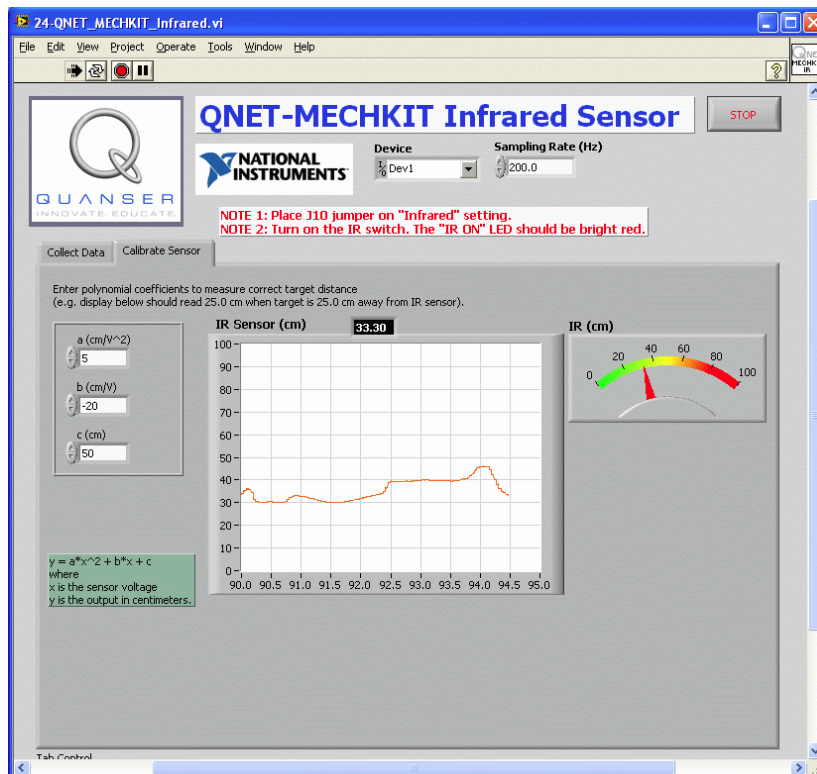 24-QNET_MECHKIT_Infrared.vi
File Edit View Project Operate Tools Window Help
QNET-MECHKIT Infrared Sensor
STOP
QUANSER
INNOVATE. EDUCATE.
NATIONAL
INSTRUMENTS
Device
Dev1
Sampling Rate (Hz)
200.0
NOTE 1: Place J10 jumper on "Infrared" setting.
NOTE 2: Turn on the IR switch. The "IR ON" LED should be bright red.
Collect Data
Calibrate Sensor
Enter polynomial coefficients to measure correct target distance
(e.g. display below should read 25.0 cm when target is 25.0 cm away from IR sensor).
a (cm/V^2)
5
b (cm/V)
-20
c (cm)
50
y = a*x^2 + b*x + c
where
x is the sensor voltage
y is the output in centimeters.
IR Sensor (cm)
33.30
100
90
80
70
60
50
40
30
20
10
0
90.0 90.5 91.0 91.5 92.0 92.5 93.0 93.5 94.0 94.5 95.0
IR (cm)
0 20 40 60 80 100
Tab Control